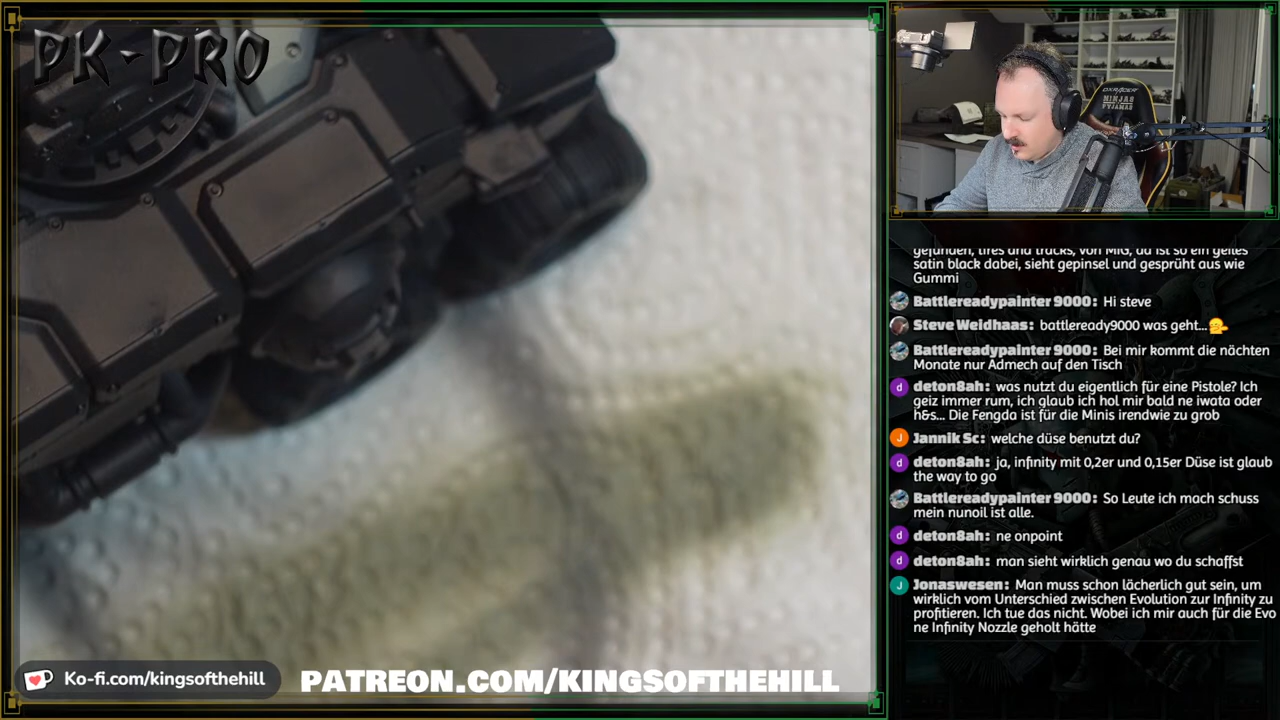 PK-PRO
Ko-fi.com/kingsofthehill
PATREON.COM/KINGSOFTHEHILL
DXRACER
gefunden, tires and tracks, von MIG, da ist so ein geiles
satin black dabei, sieht gepinsel und gesprüht aus wie
Gummi
Battlereadypainter 9000: Hi steve
Steve Weidhaas: battleready9000 was geht...
Battlereadypainter 9000: Bei mir kommt die nächten
Monate nur Admech auf den Tisch
deton8ah: was nutzt du eigentlich für eine Pistole? Ich
geiz immer rum, ich glaub ich hol mir bald ne iwata oder
h&s... Die Fengda ist für die Minis irendwie zu grob
Jannik Sc: welche düse benutzt du?
deton8ah: ja, infinity mit 0,2er und 0,15er Düse ist glaub
the way to go
Battlereadypainter 9000: So Leute ich mach schuss
mein nunoil ist alle.
deton8ah: ne onpoint
deton8ah: man sieht wirklich genau wo du schaffst
Jonaswesen: Man muss schon lächerlich gut sein, um
wirklich vom Unterschied zwischen Evolution zur Infinity zu
profitieren. Ich tue das nicht. Wobei ich mir auch für die Evo
ne Infinity Nozzle geholt hätte